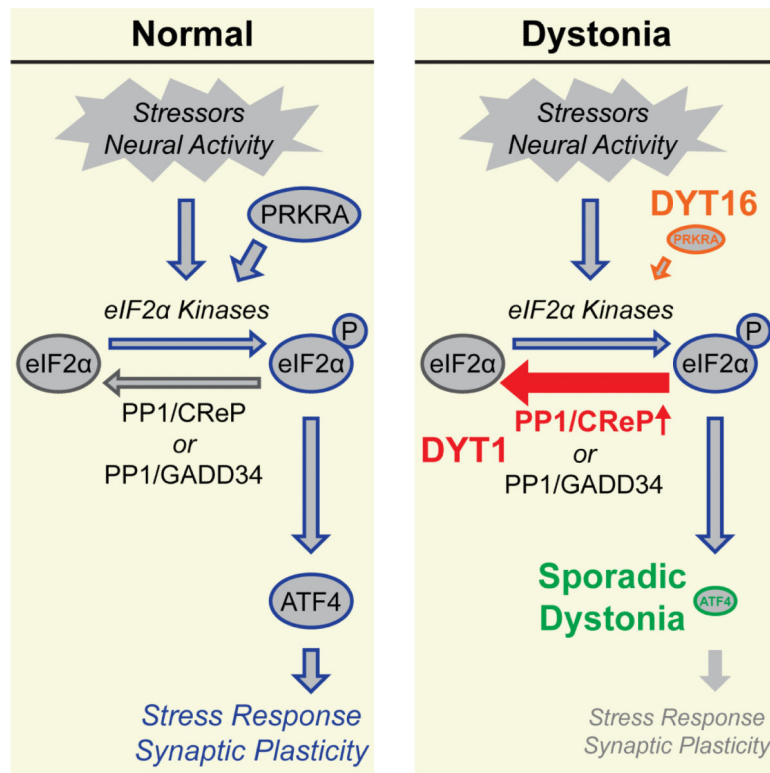 Normal
Stressors
Neural Activity
PRKRA
eIF2α Kinases
eIF2α
eIF2α
P
PP1/CReP
or
PP1/GADD34
ATF4
Stress Response
Synaptic Plasticity
Dystonia
Stressors
Neural Activity
DYT16
PRKRA
eIF2α Kinases
eIF2α
eIF2α
P
PP1/CReP
DYT1
or
PP1/GADD34
Sporadic
Dystonia
ATF4
Stress Response
Synaptic Plasticity